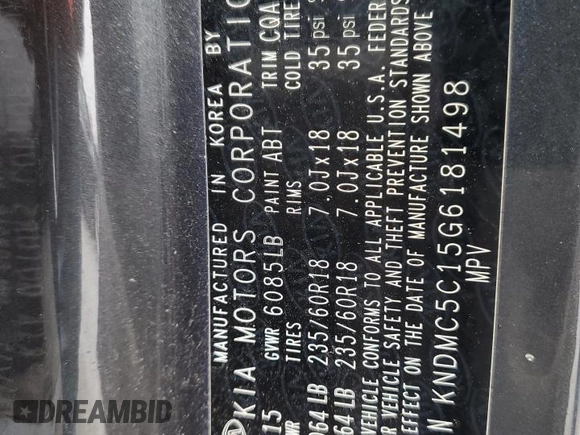 MANUFACTURED IN KOREA BY
KIA MOTORS CORPORATIO
15 GVWR 6085LB PAINT ABT TRIM CQA
WR TIRES RIMS COLD TIRE
064 LB 235/60R18 7.0Jx18 35 psi
64 LB 235/60R18 7.0Jx18 35 psi
VEHICLE CONFORMS TO ALL APPLICABLE U.S.A. FEDER
R VEHICLE SAFETY AND THEFT PREVENTION STANDARDS
EFFECT ON THE DATE OF MANUFACTURE SHOWN ABOVE
N KNDMC5C15G6181498
MPV
DREAMBID